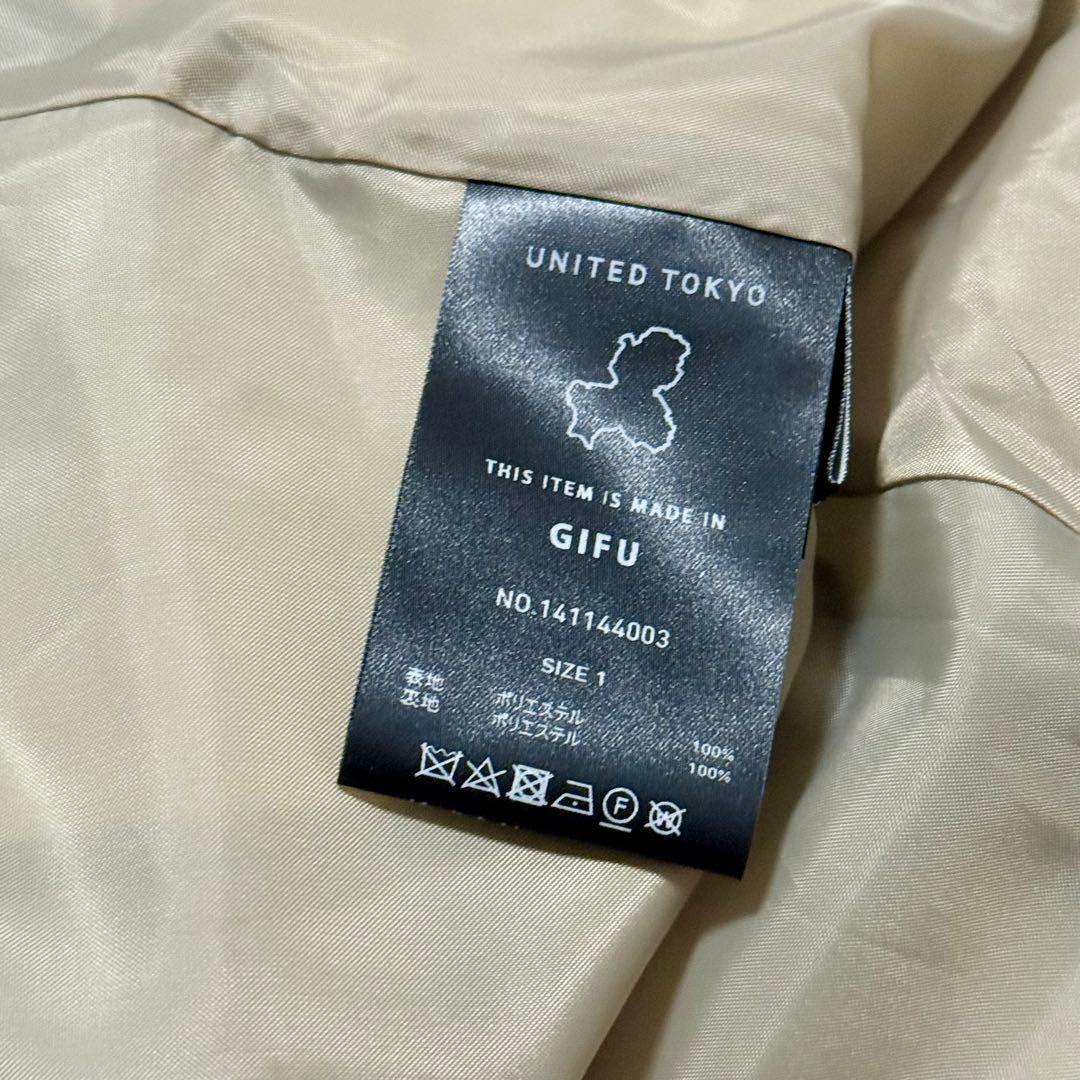 UNITED TOKYO
THIS ITEM IS MADE IN
GIFU
NO.141144003
SIZE 1
表地 ポリエステル 100%
裏地 ポリエステル 100%
F
W